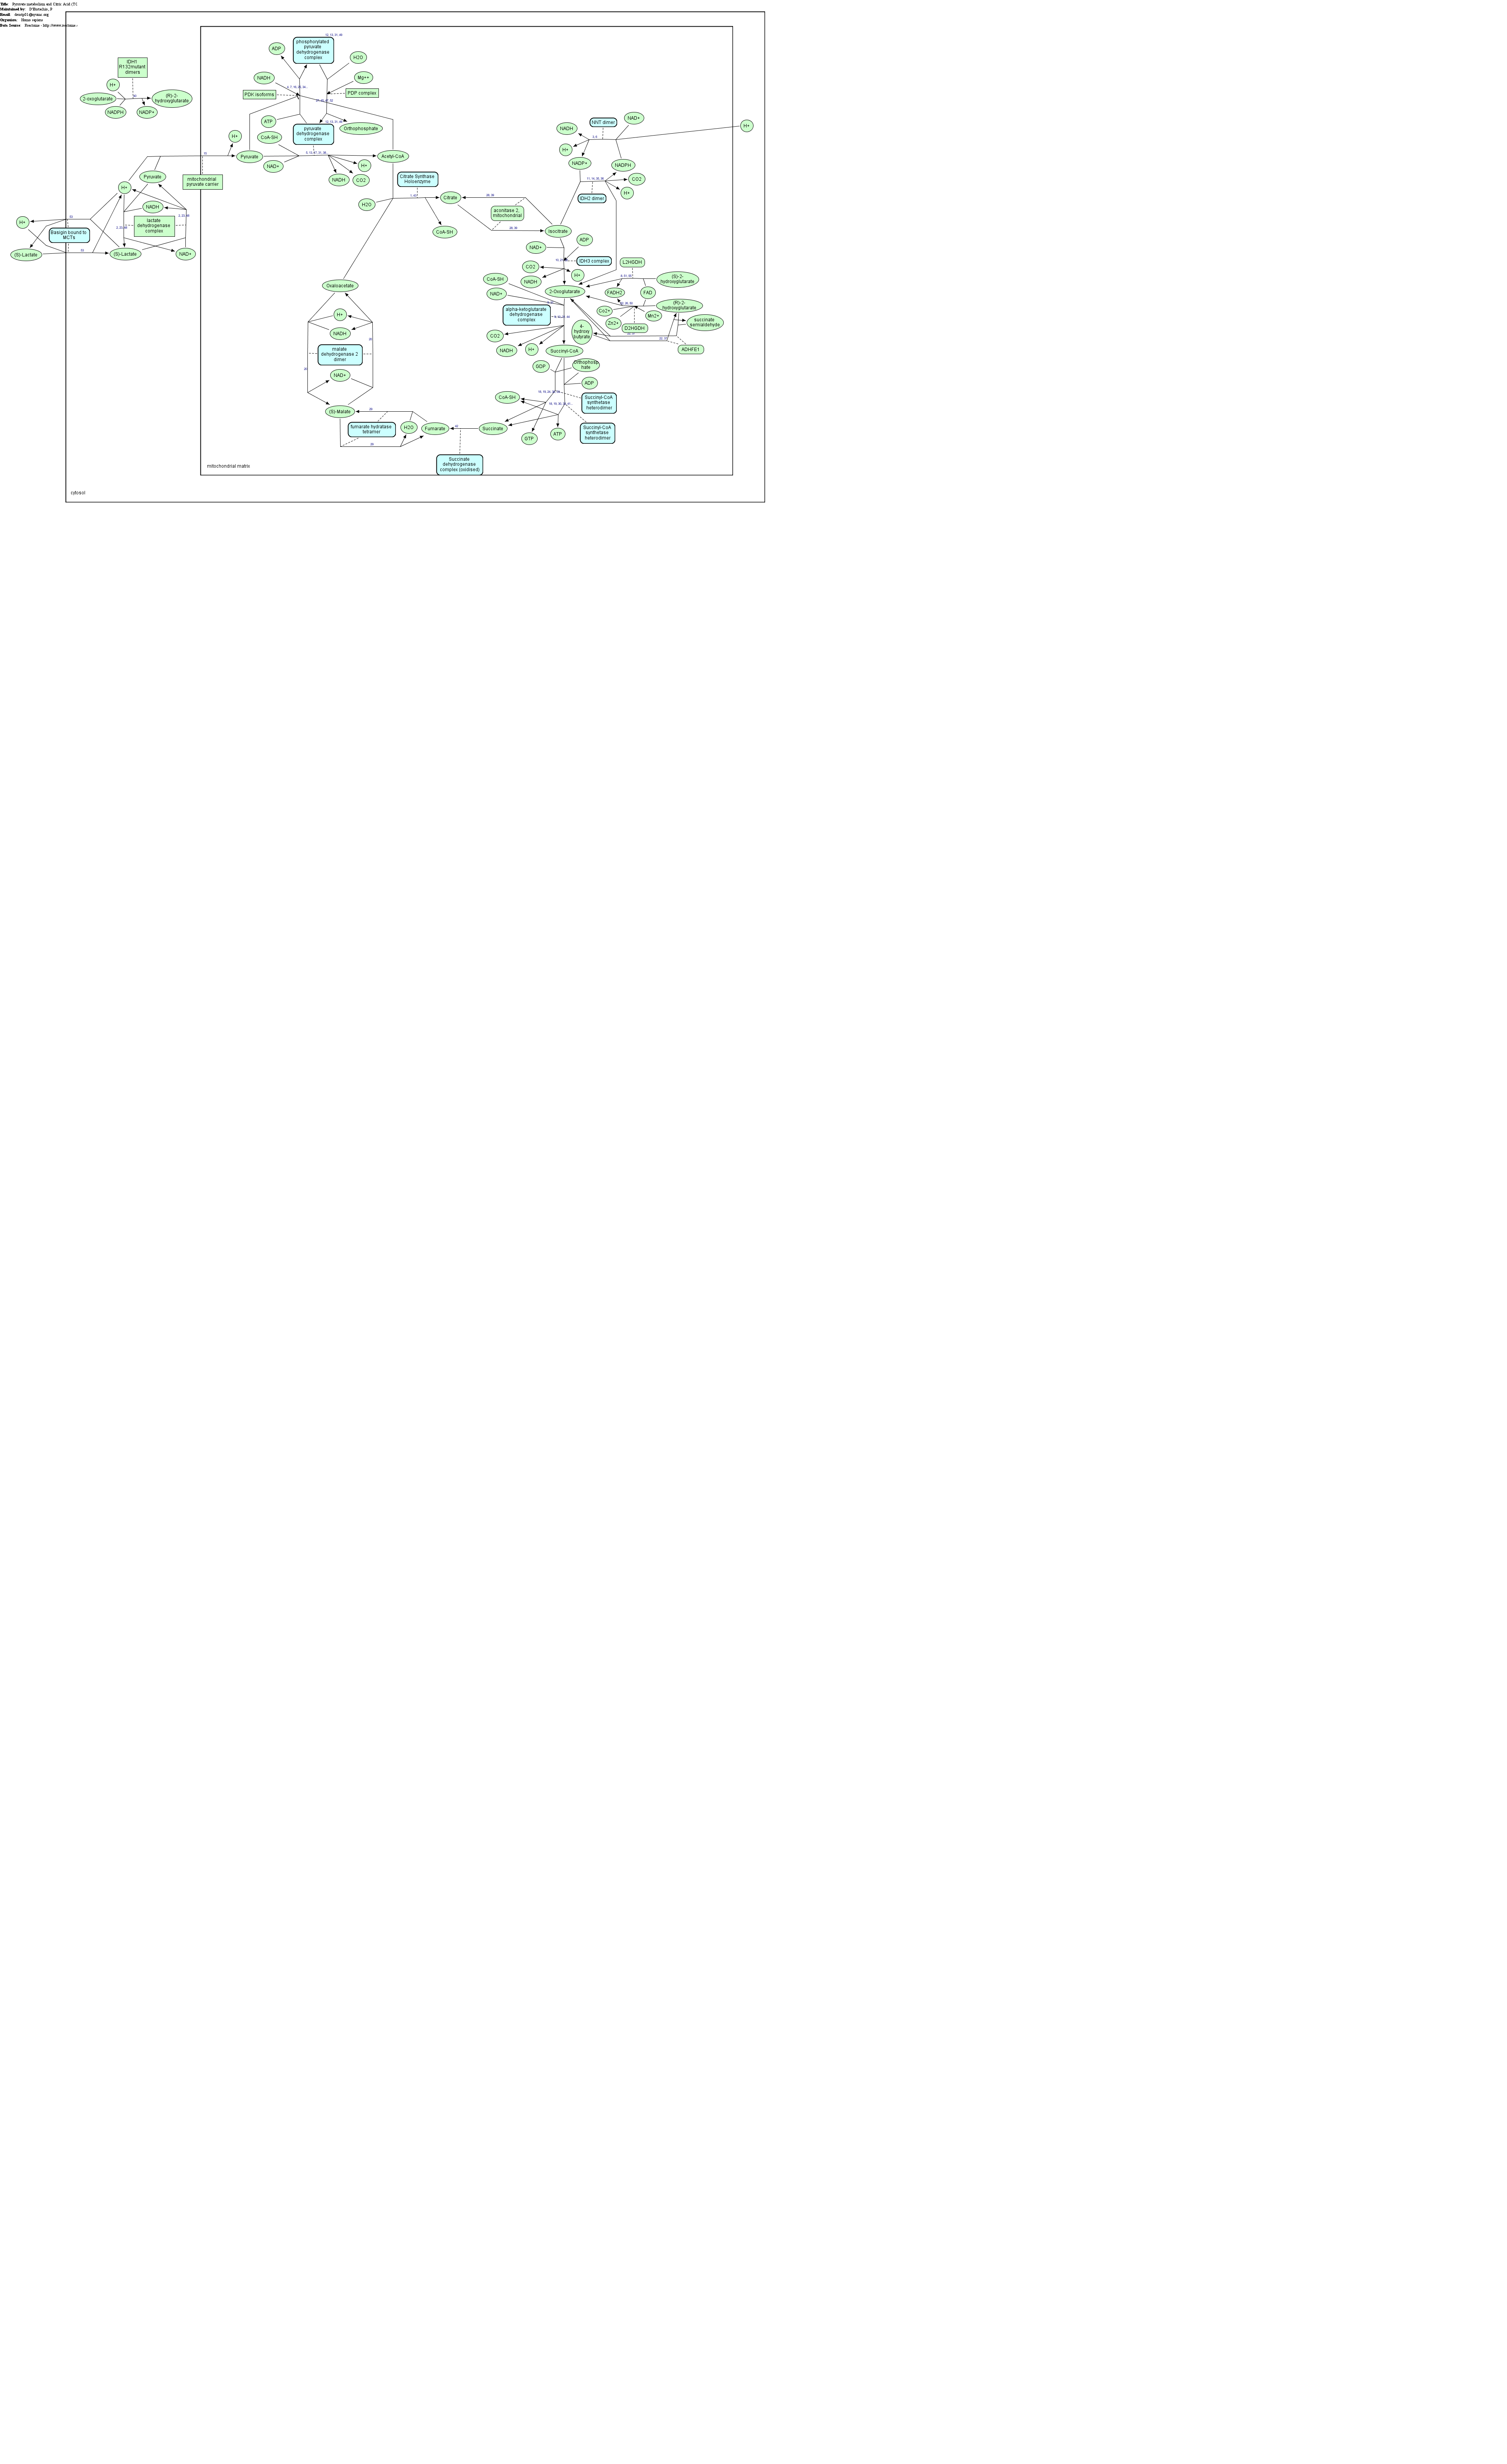 Title: Pyruvate metabolism and Citric Acid (TC
Maintained by:
Email:
Organism: Homo sapiens
Data Source: Reactome - http://www.reactome -
IDH1
R132mutant
dimers
H+
2-oxoglutarate
(R)-2-
hydroxyglutarate
NADPH
NADP+
phosphorylated
pyruvate
dehydrogenase
complex
ADP
H2O
NADH
Mg++
PDK isoforms
PDP complex
ATP
CoA-SH
pyruvate
dehydrogenase
complex
Orthophosphate
H+
Pyruvate
NAD+
Acetyl-CoA
H+
NADH
CO2
mitochondrial
pyruvate carrier
Pyruvate
H+
NADH
lactate
dehydrogenase
complex
H+
Basigin bound to
MCTs
(S)-Lactate
(S)-Lactate
NAD+
Citrate Synthase
Holoenzyme
H2O
Citrate
CoA-SH
aconitase 2,
mitochondrial
Isocitrate
NNT dimer
NAD+
NADH
H+
H+
NADP+
NADPH
CO2
H+
IDH2 dimer
ADP
NAD+
IDH3 complex
CO2
H+
NADH
L2HGDH
(S)-2-
hydroxyglutarate
CoA-SH
NAD+
2-Oxoglutarate
FADH2
FAD
(R)-2-
hydroxyglutarate
Co2+
Mn2+
Zn2+
D2HGDH
succinate
semialdehyde
ADHFE1
alpha-ketoglutarate
dehydrogenase
complex
4-
hydroxy
butyrate
CO2
NADH
H+
Succinyl-CoA
GDP
Orthophosp
hate
ADP
CoA-SH
Succinyl-CoA
synthetase
heterodimer
Succinyl-CoA
synthetase
heterodimer
GTP
ATP
Succinate
Succinate
dehydrogenase
complex (oxidised)
Fumarate
H2O
fumarate hydratase
tetramer
(S)-Malate
NAD+
malate
dehydrogenase 2
dimer
NADH
H+
Oxaloacetate
mitochondrial matrix
cytosol